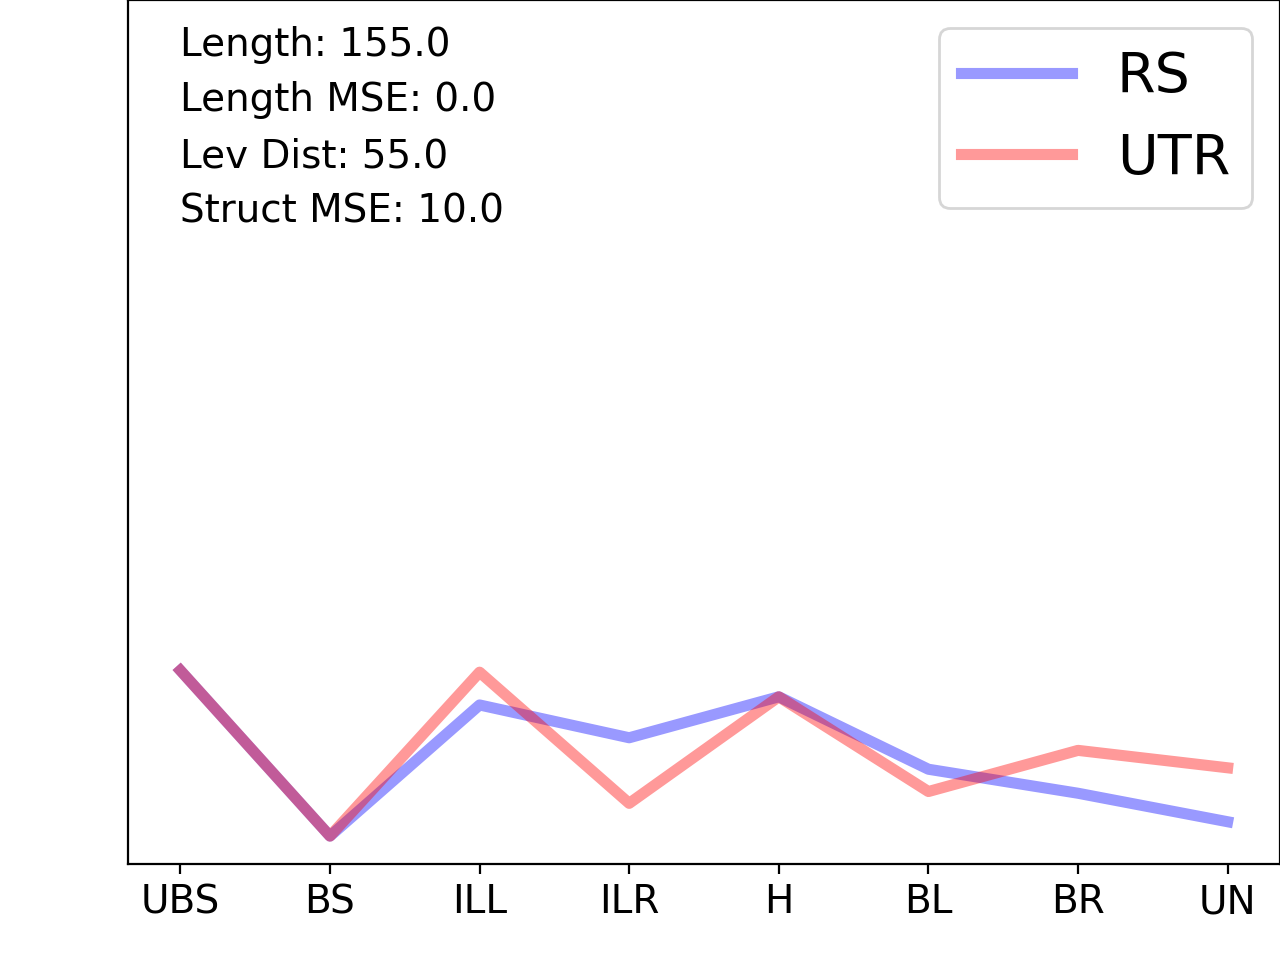 Length: 155.0
Length MSE: 0.0
Lev Dist: 55.0
Struct MSE: 10.0
RS
UTR
UBS BS ILL ILR H BL BR UN